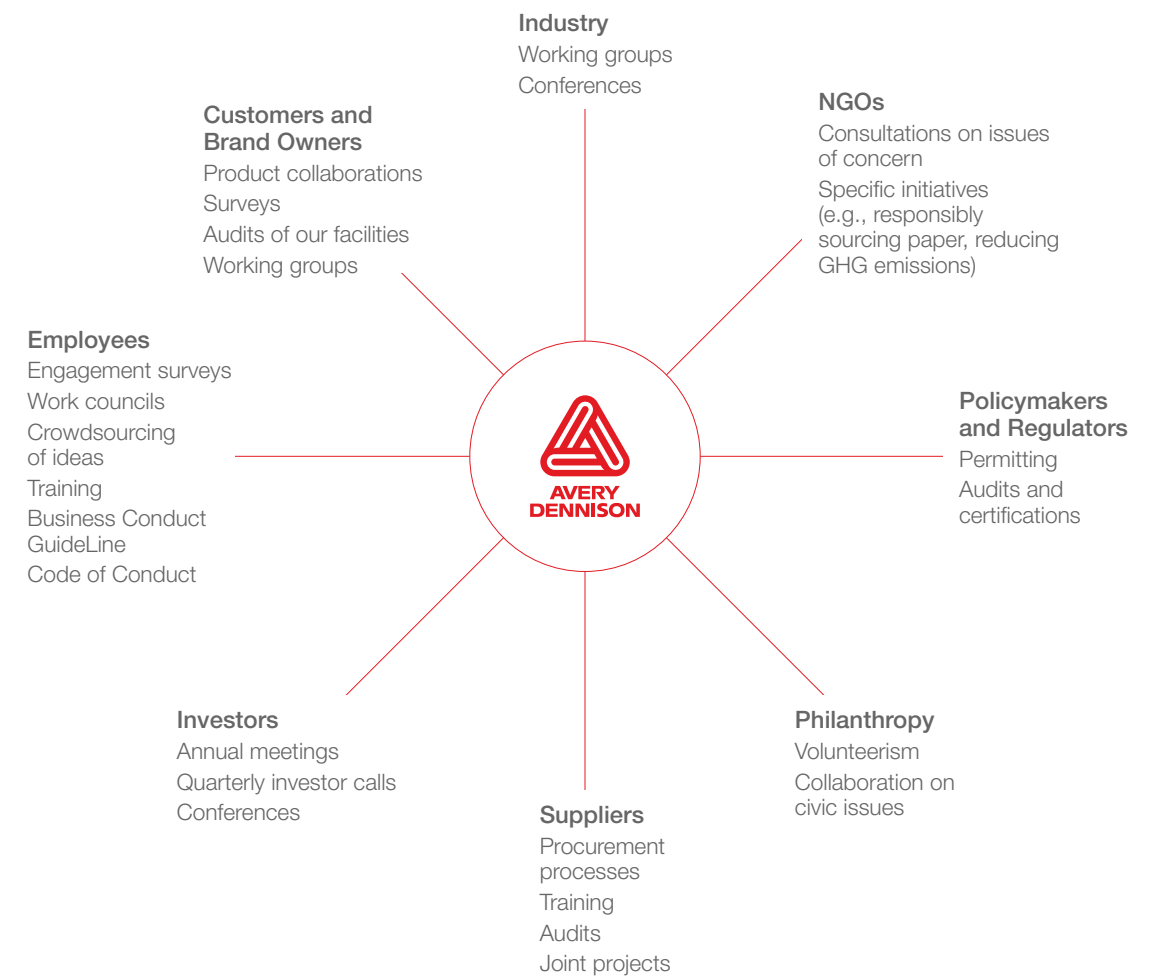 Industry
Working groups
Conferences
NGOs
Consultations on issues
of concern
Specific initiatives
(e.g., responsibly
sourcing paper, reducing
GHG emissions)
Customers and
Brand Owners
Product collaborations
Surveys
Audits of our facilities
Working groups
Employees
Engagement surveys
Work councils
Crowdsourcing
of ideas
Training
Business Conduct
GuideLine
Code of Conduct
AVERY
DENNISON
Policymakers
and Regulators
Permitting
Audits and
certifications
Investors
Annual meetings
Quarterly investor calls
Conferences
Suppliers
Procurement
processes
Training
Audits
Joint projects
Philanthropy
Volunteerism
Collaboration on
civic issues